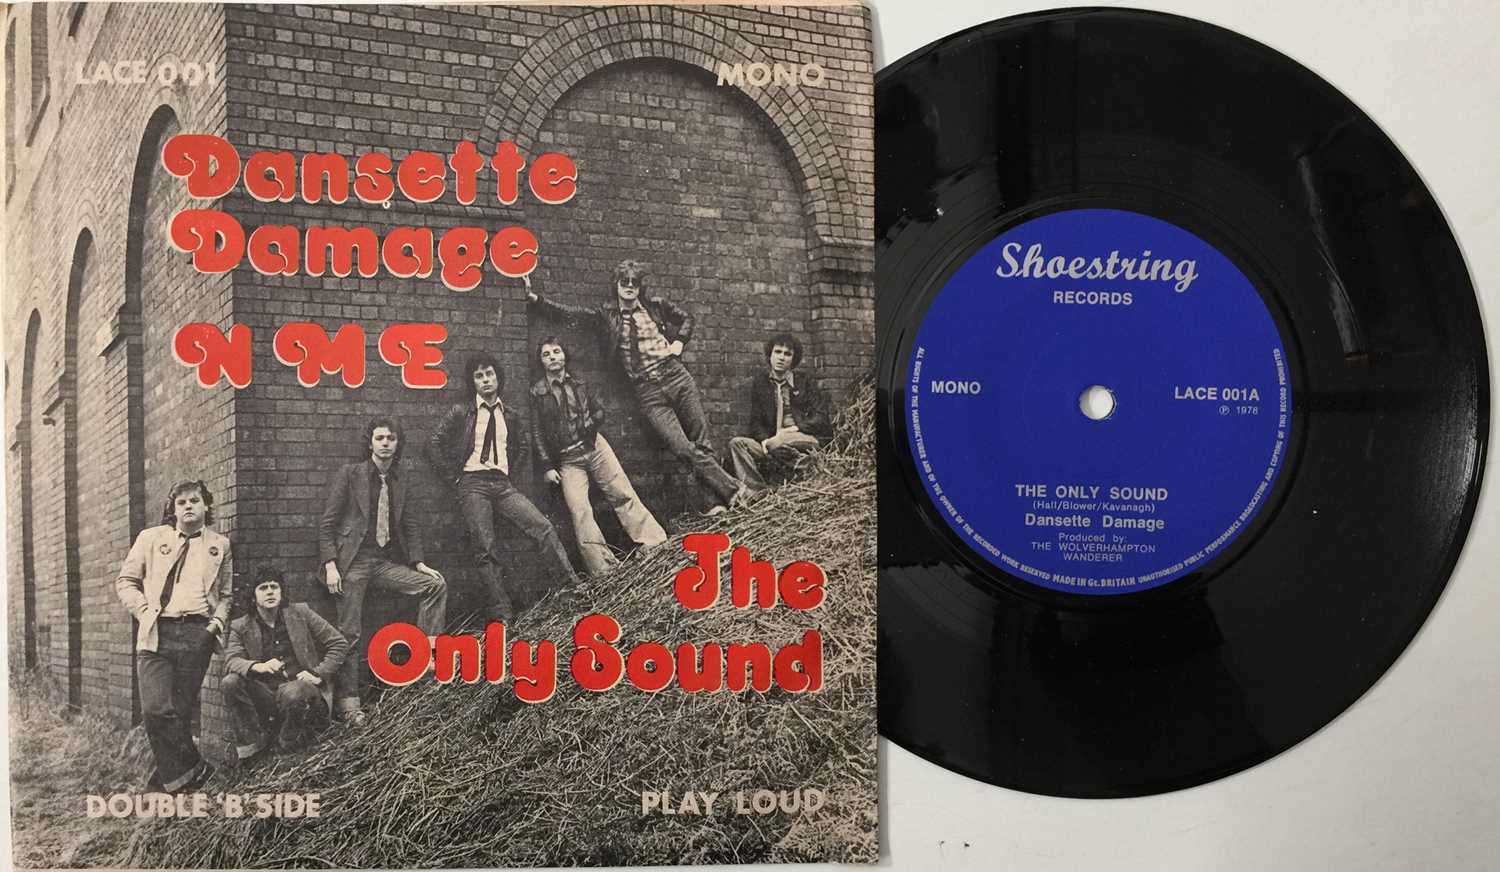 LACE 001
MONO
Dansette
Damage
N M E
The
Only Sound
DOUBLE 'B' SIDE
PLAY LOUD
Shoestring
RECORDS
MONO
LACE 001A
℗ 1978
THE ONLY SOUND
(Hall/Blower/Kavanagh)
Dansette Damage
Produced by:
THE WOLVERHAMPTON
WANDERER
ALL RIGHTS OF THE MANUFACTURER AND OF THE OWNER OF THE RECORDED WORK RESERVED MADE IN Gt. BRITAIN UNAUTHORISED PUBLIC PERFORMANCE BROADCASTING AND COPYING OF THIS RECORD PROHIBITED